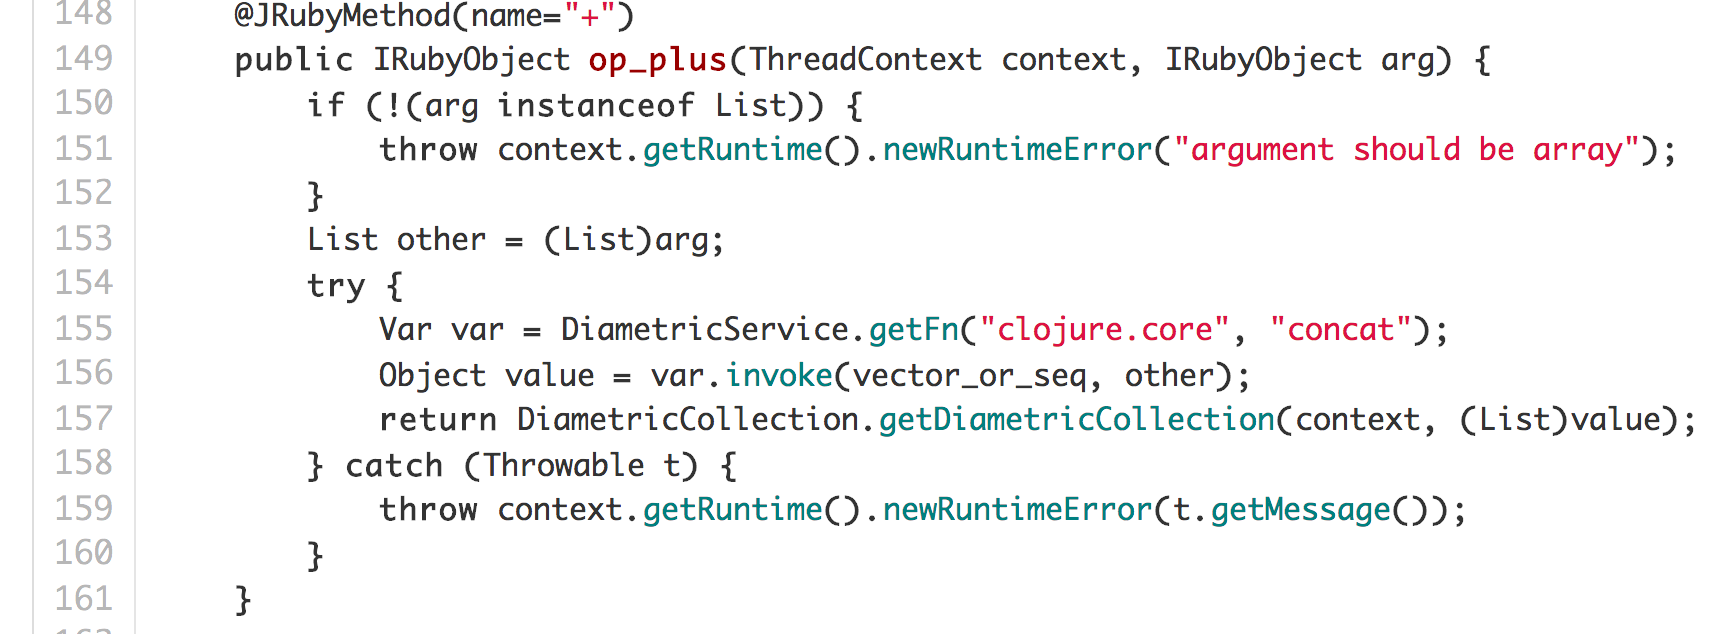 148 @JRubyMethod(name="+")
149 public IRubyObject op_plus(ThreadContext context, IRubyObject arg) {
150 if (!(arg instanceof List)) {
151 throw context.getRuntime().newRuntimeError("argument should be array");
152 }
153 List other = (List)arg;
154 try {
155 Var var = DiametricService.getFn("clojure.core", "concat");
156 Object value = var.invoke(vector_or_seq, other);
157 return DiametricCollection.getDiametricCollection(context, (List)value);
158 } catch (Throwable t) {
159 throw context.getRuntime().newRuntimeError(t.getMessage());
160 }
161 }